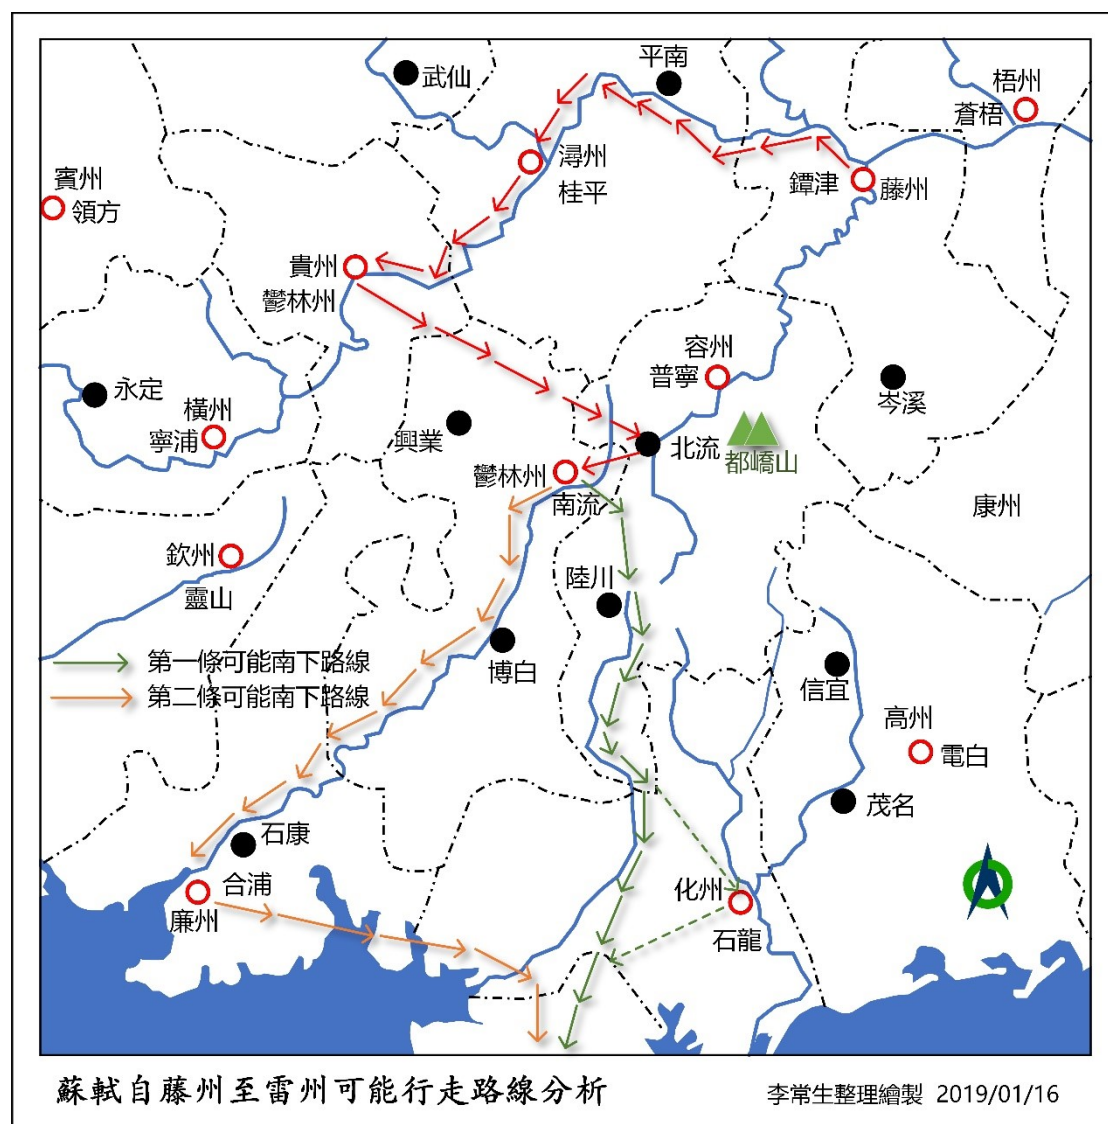 平南
武仙
梧州
蒼梧
潯州
桂平
鐔津
藤州
賓州
領方
貴州
鬱林州
容州
普寧
岑溪
永定
橫州
寧浦
興業
北流
都嶠山
鬱林州
南流
康州
欽州
靈山
陸川
博白
第一條可能南下路線
第二條可能南下路線
信宜
高州
電白
茂名
石康
合浦
廉州
化州
石龍
蘇軾自藤州至雷州可能行走路線分析
李常生整理繪製 2019/01/16